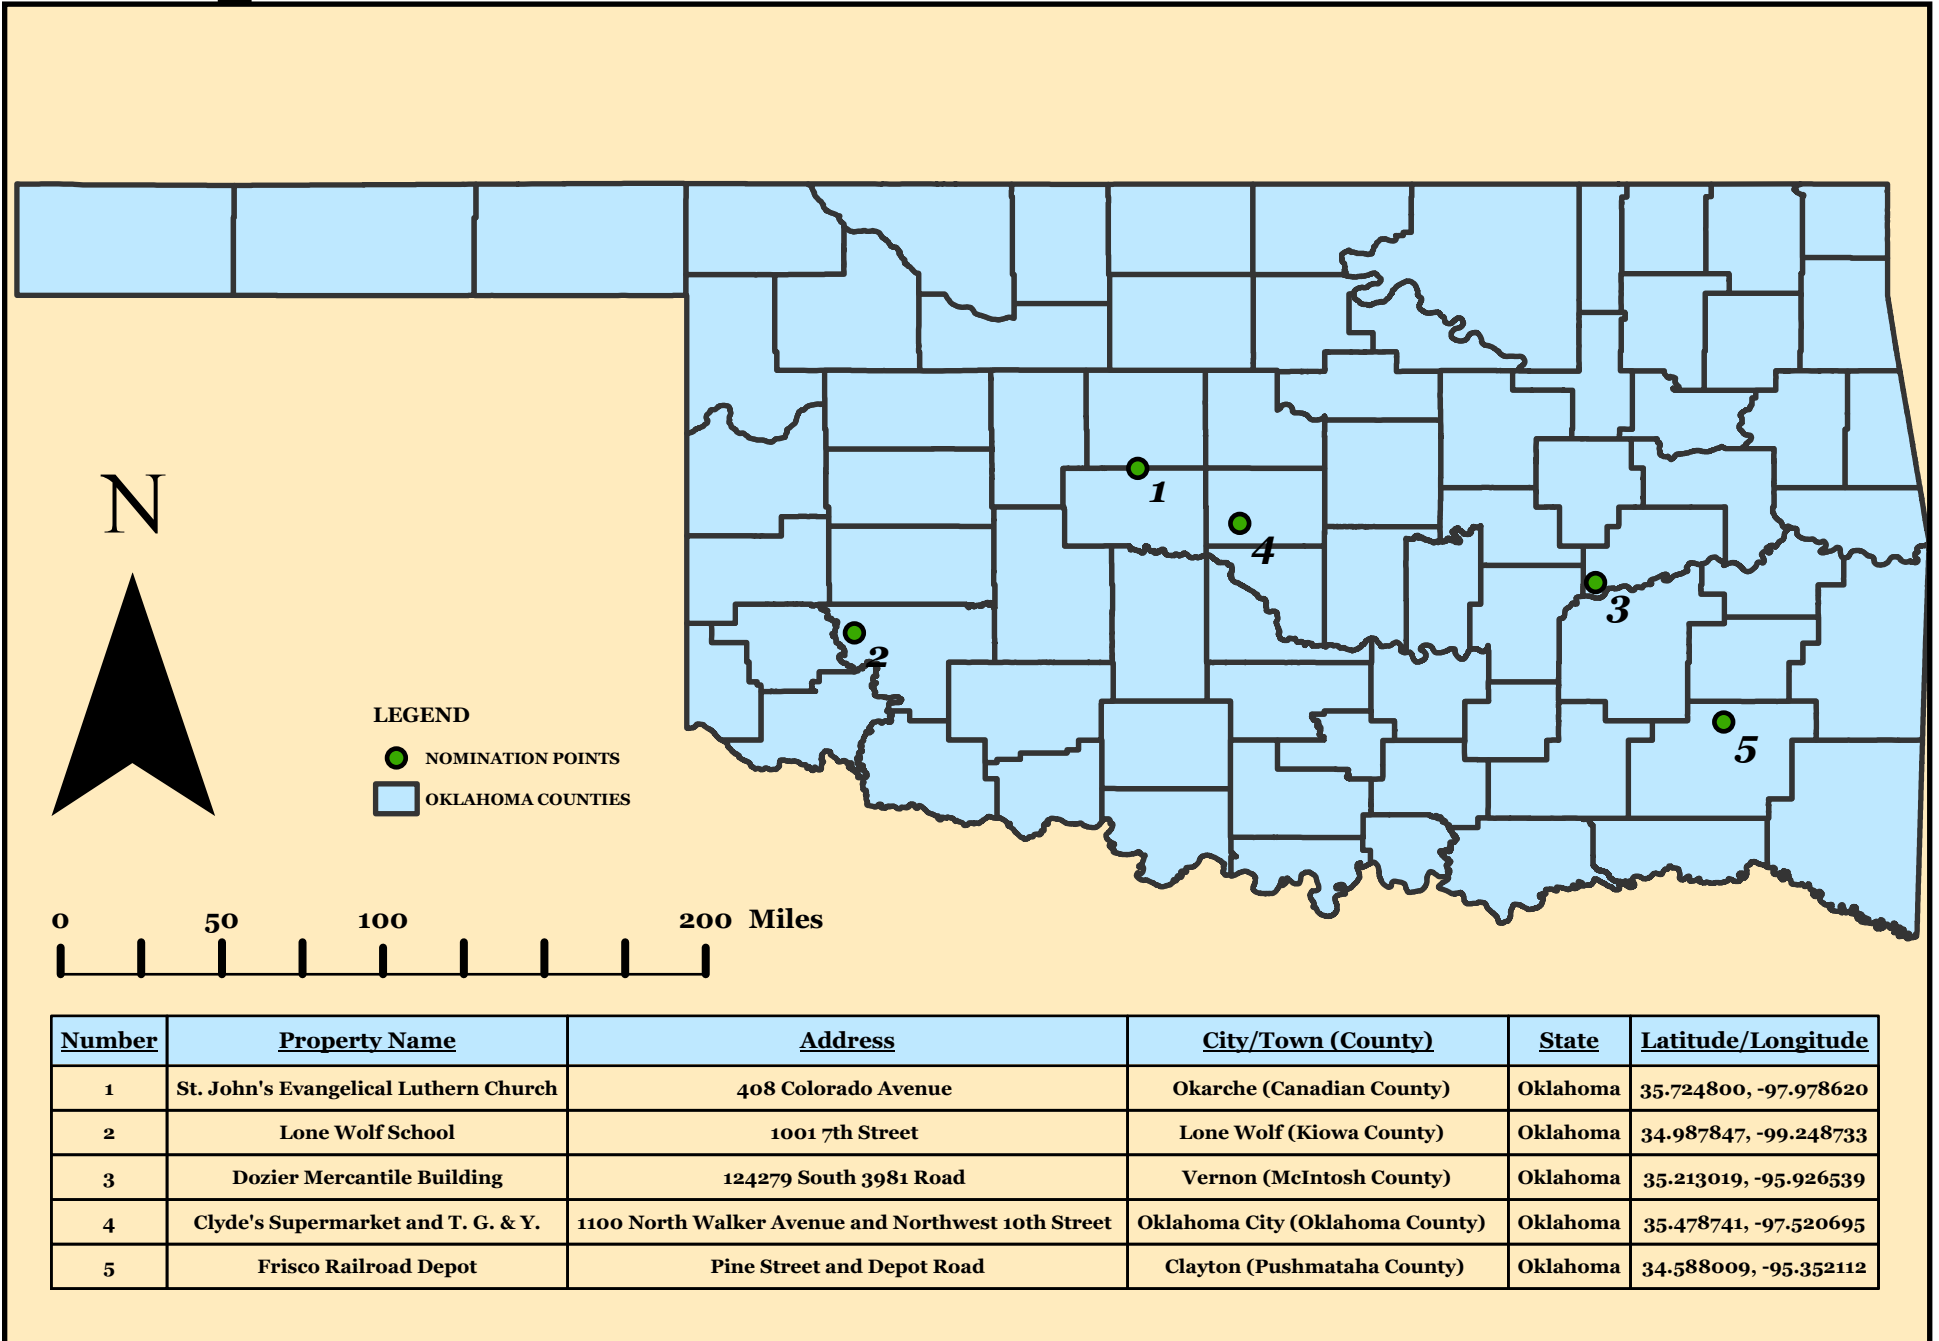 1
4
3
2
5
N
LEGEND
NOMINATION POINTS
OKLAHOMA COUNTIES
0 50 100 200 Miles
Number Property Name Address City/Town (County) State Latitude/Longitude
1 St. John's Evangelical Luthern Church 408 Colorado Avenue Okarche (Canadian County) Oklahoma 35.724800, -97.978620
2 Lone Wolf School 1001 7th Street Lone Wolf (Kiowa County) Oklahoma 34.987847, -99.248733
3 Dozier Mercantile Building 124279 South 3981 Road Vernon (McIntosh County) Oklahoma 35.213019, -95.926539
4 Clyde's Supermarket and T. G. & Y. 1100 North Walker Avenue and Northwest 10th Street Oklahoma City (Oklahoma County) Oklahoma 35.478741, -97.520695
5 Frisco Railroad Depot Pine Street and Depot Road Clayton (Pushmataha County) Oklahoma 34.588009, -95.352112